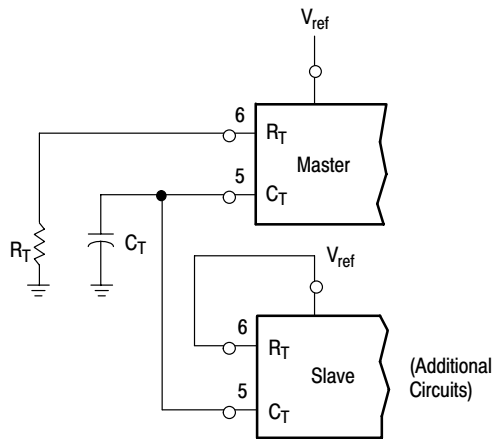 Vref
6
RT
Master
5
CT
RT
CT
Vref
6
RT
Slave
(Additional
Circuits)
5
CT